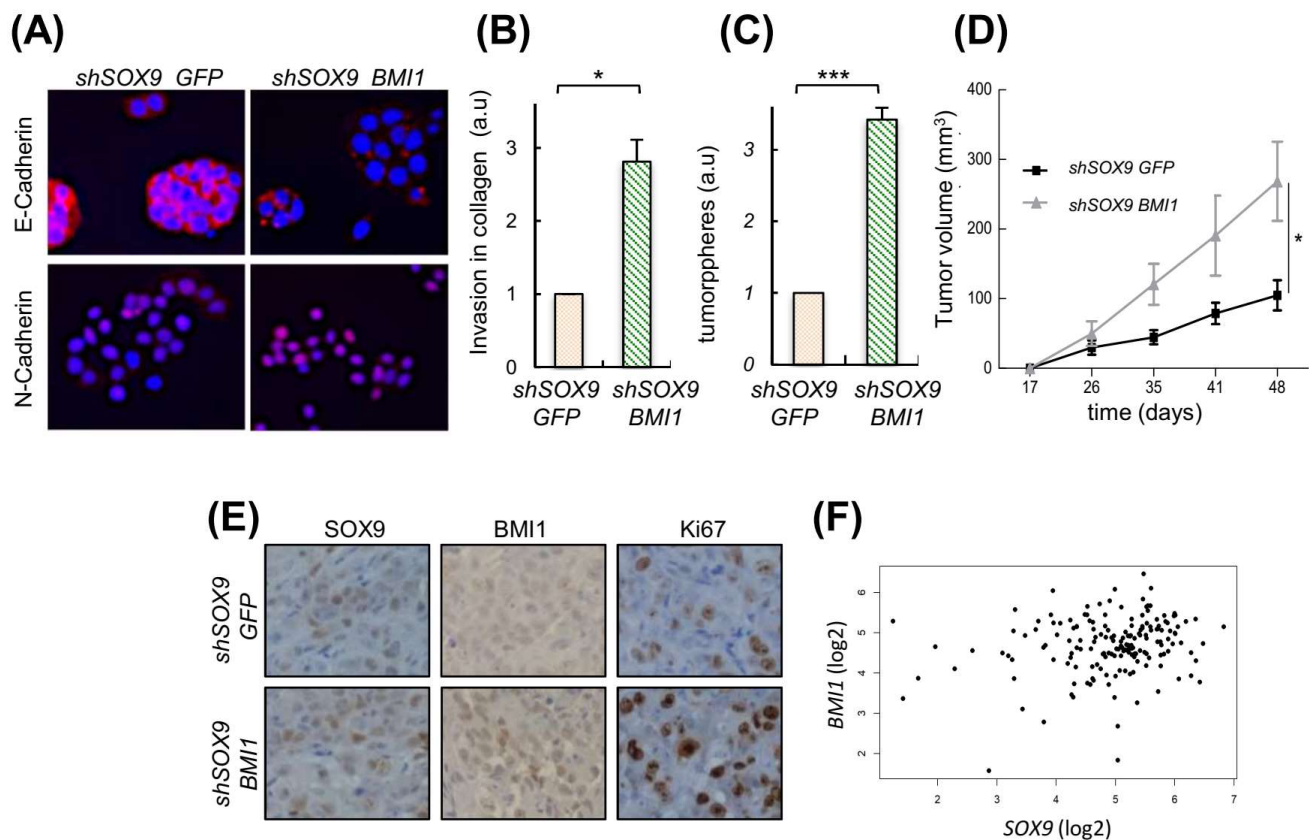 (A)
shSOX9 GFP
shSOX9 BMI1
E-Cadherin
N-Cadherin
(B)
*
Invasion in collagen (a.u)
3
2
1
0
shSOX9
GFP
shSOX9
BMI1
(C)
***
tumorppheres (a.u)
3
2
1
0
shSOX9
GFP
shSOX9
BMI1
(D)
Tumor volume (mm³)
400
300
200
100
0
shSOX9 GFP
shSOX9 BMI1
*
17 26 35 41 48
time (days)
(E)
SOX9 BMI1 Ki67
shSOX9
GFP
shSOX9
BMI1
(F)
BMI1 (log2)
6
5
4
3
2
2 3 4 5 6 7
SOX9 (log2)